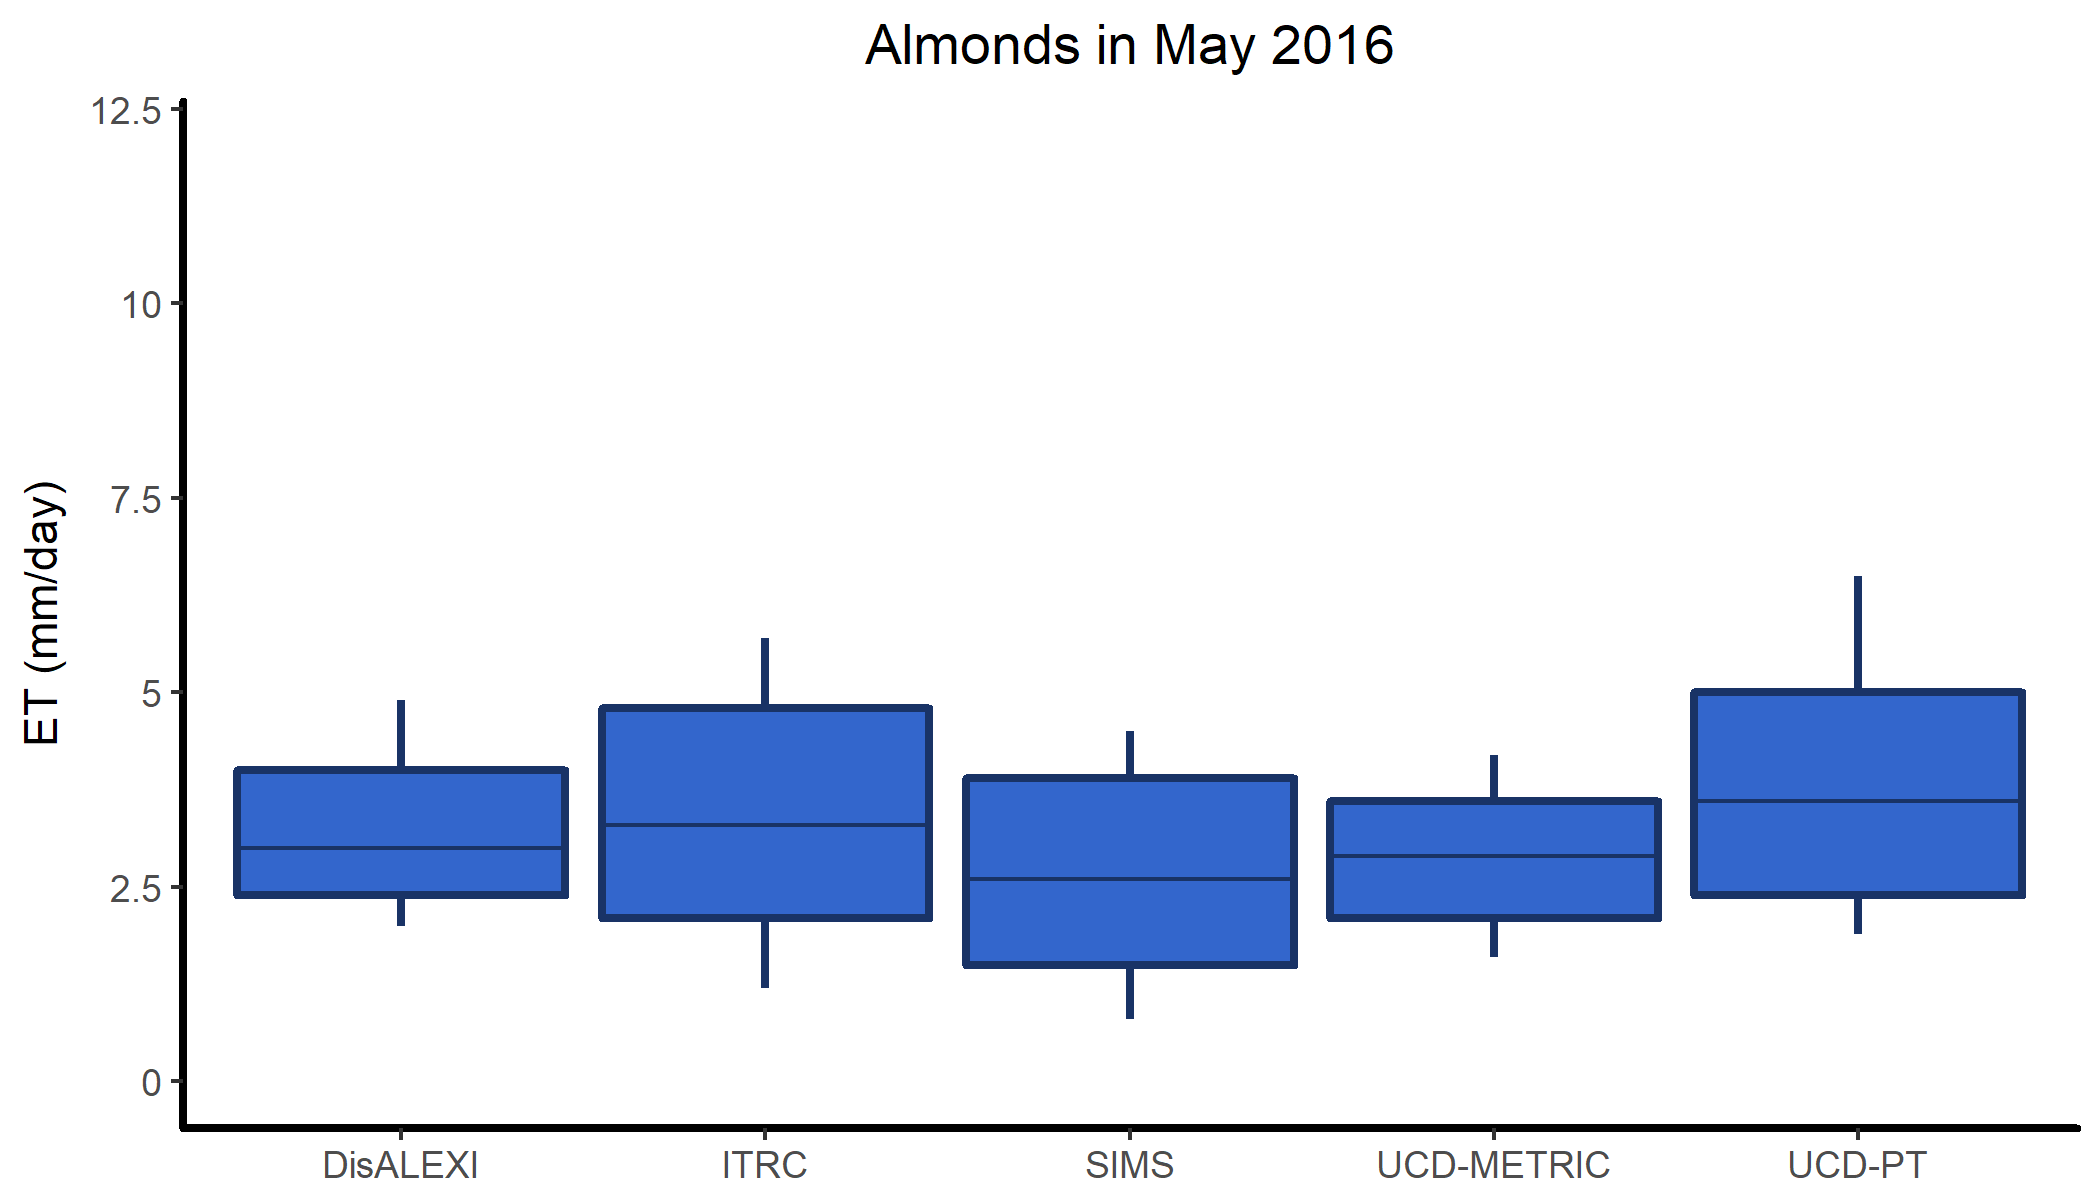 Almonds in May 2016
ET (mm/day)
12.5
10
7.5
5
2.5
0
DisALEXI
ITRC
SIMS
UCD-METRIC
UCD-PT